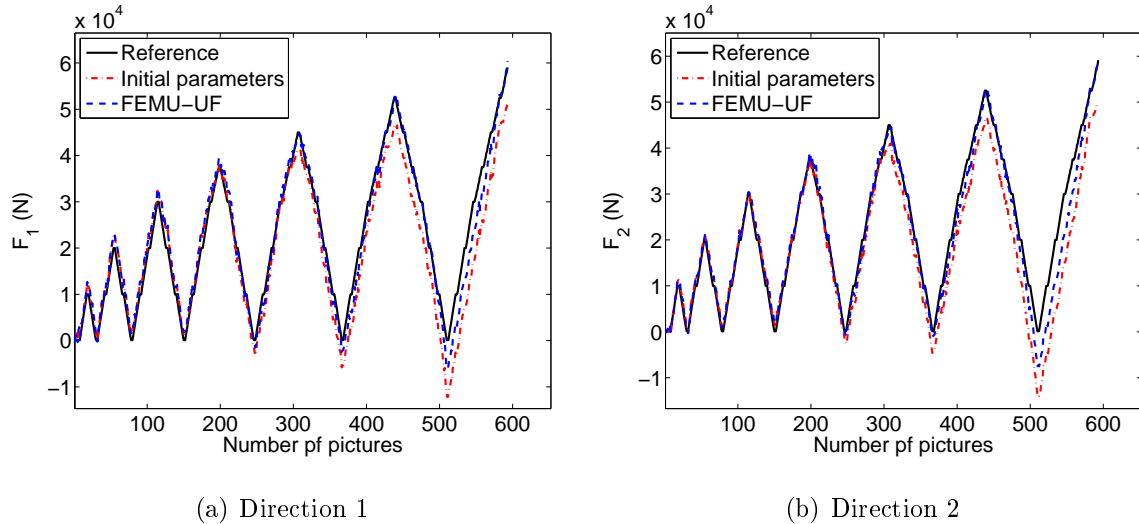 x 10^4
Reference
Initial parameters
FEMU-UF
6
5
4
3
2
1
0
−1
F_1 (N)
100 200 300 400 500 600
Number pf pictures
(a) Direction 1
x 10^4
Reference
Initial parameters
FEMU-UF
6
5
4
3
2
1
0
−1
F_2 (N)
100 200 300 400 500 600
Number pf pictures
(b) Direction 2